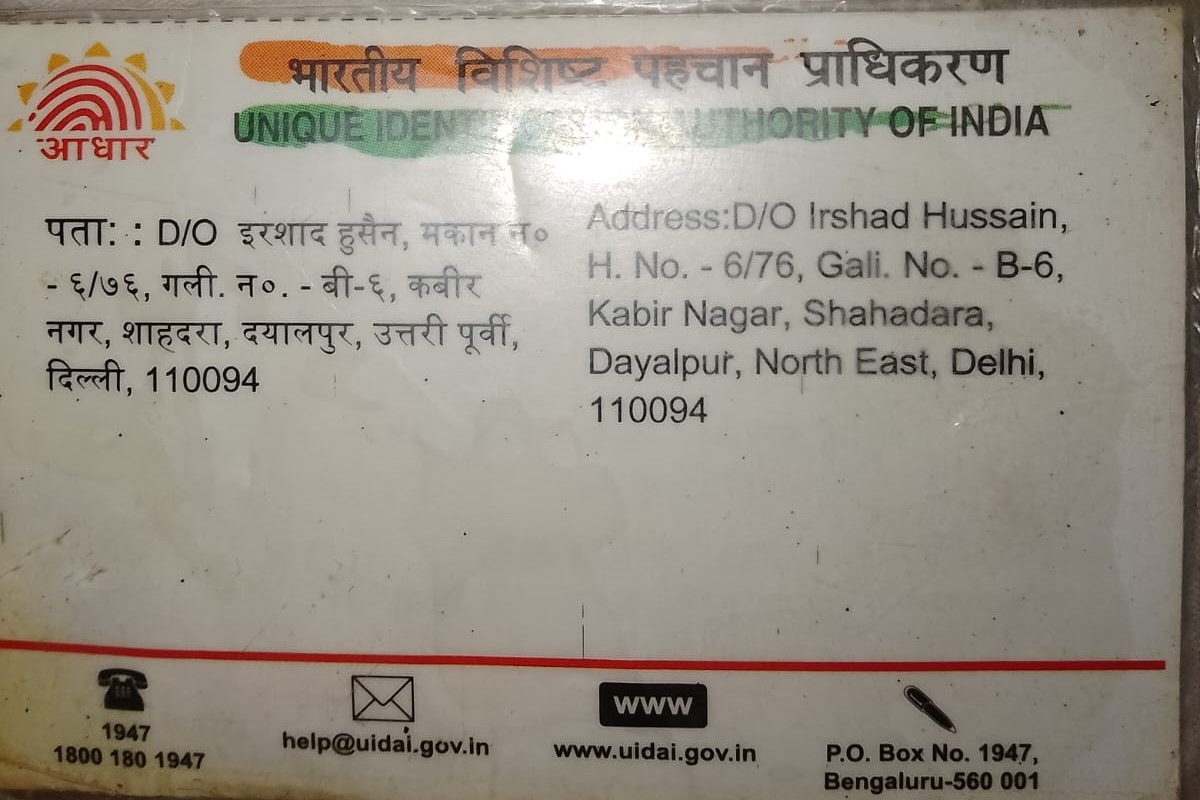 आधार
भारतीय विशिष्ट पहचान प्राधिकरण
UNIQUE IDEN AUTHORITY OF INDIA
पता: : D/O इरशाद हुसैन, मकान न०
- ६/७६, गली. न०. - बी-६, कबीर
नगर, शाहदरा, दयालपुर, उत्तरी पूर्वी,
दिल्ली, 110094
Address:D/O Irshad Hussain,
H. No. - 6/76, Gali. No. - B-6,
Kabir Nagar, Shahadara,
Dayalpur, North East, Delhi,
110094
1947
1800 180 1947
help@uidai.gov.in
www
www.uidai.gov.in
P.O. Box No. 1947,
Bengaluru-560 001